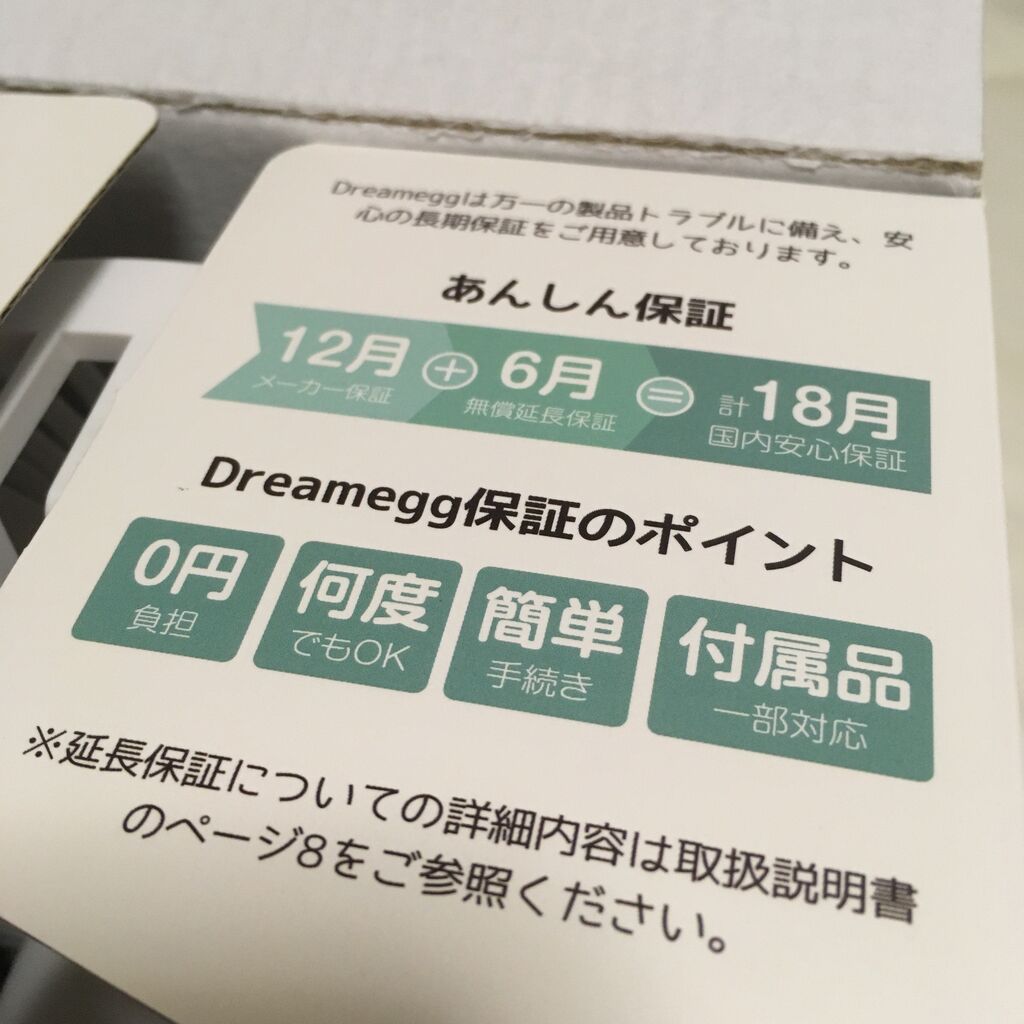 Dreameggは万一の製品トラブルに備え、安
心の長期保証をご用意しております。
あんしん保証
12月 + 6月 = 計18月
メーカー保証 無償延長保証 国内安心保証
Dreamegg保証のポイント
0円 何度 簡単 付属品
負担 でもOK 手続き 一部対応
※延長保証についての詳細内容は取扱説明書
のページ8をご参照ください。